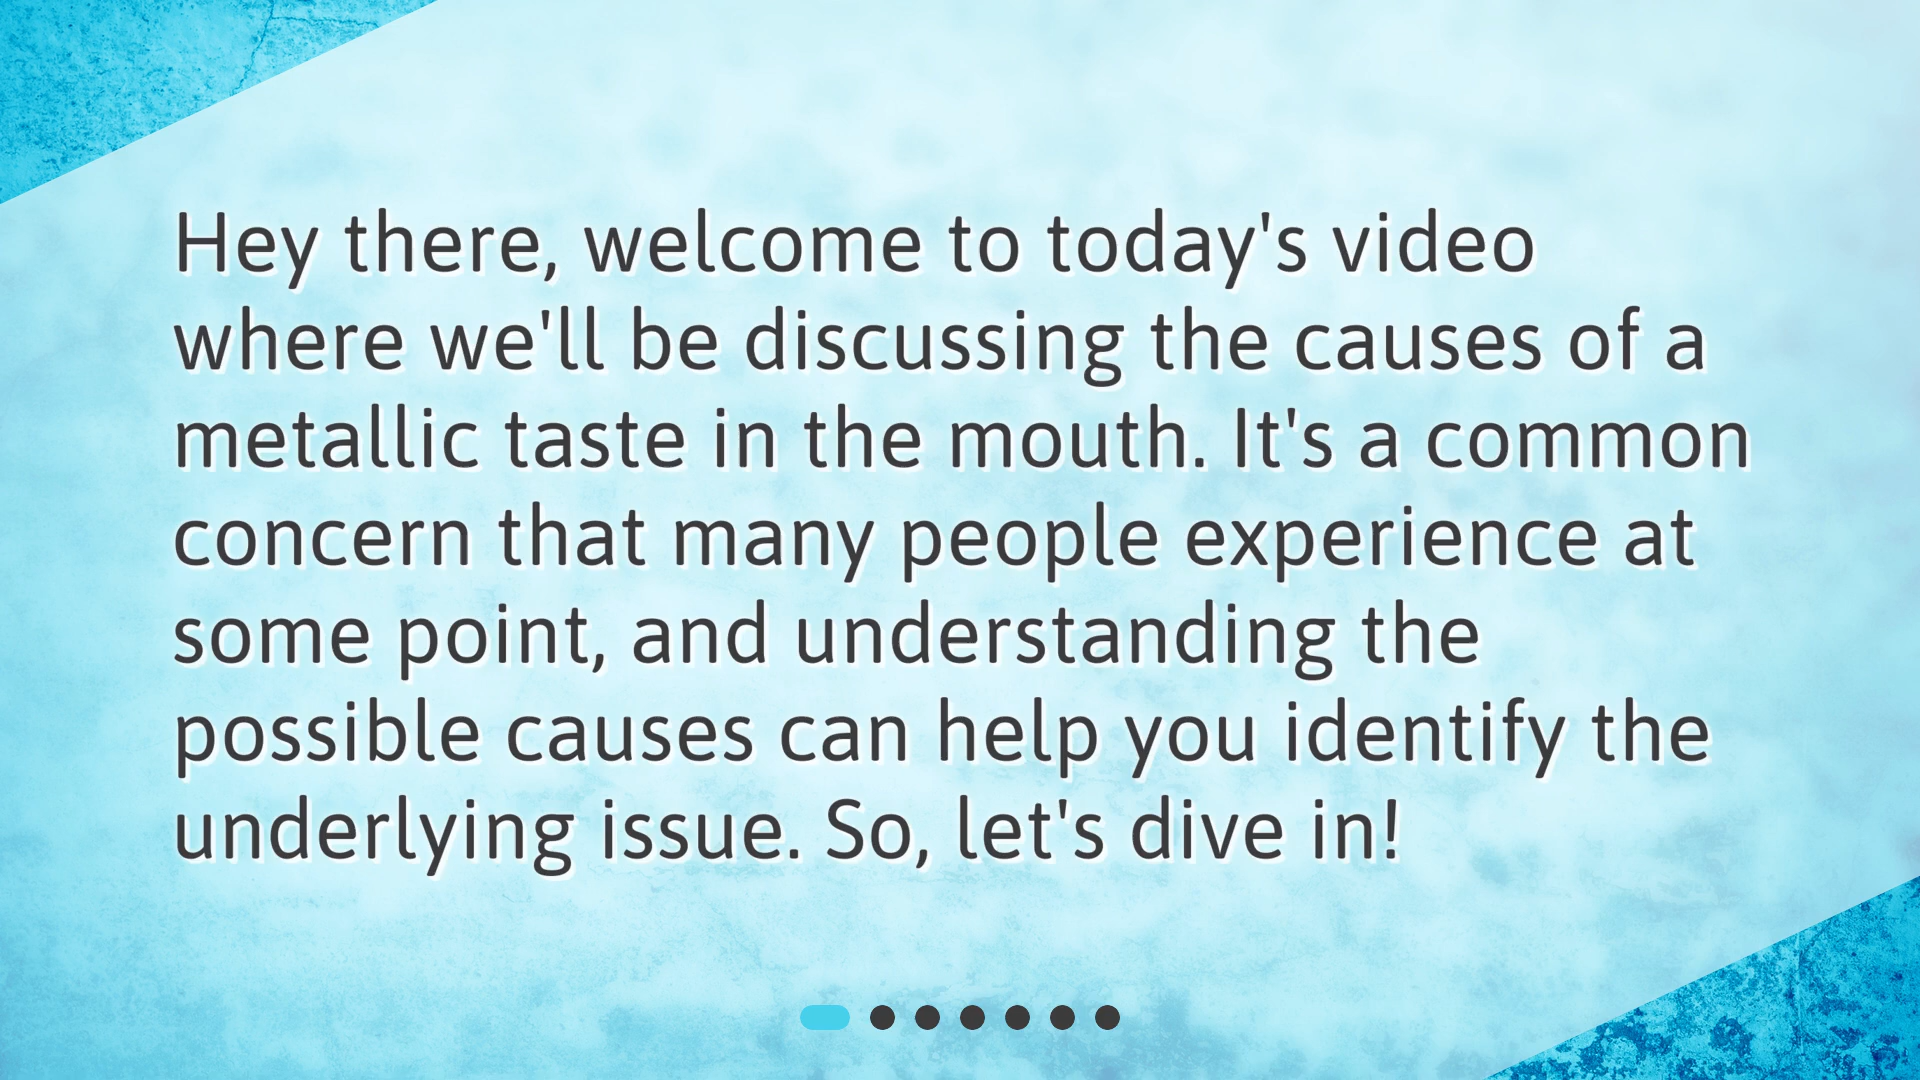 Hey there, welcome to today's video
where we'll be discussing the causes of a
metallic taste in the mouth. It's a common
concern that many people experience at
some point, and understanding the
possible causes can help you identify the
underlying issue. So, let's dive in!